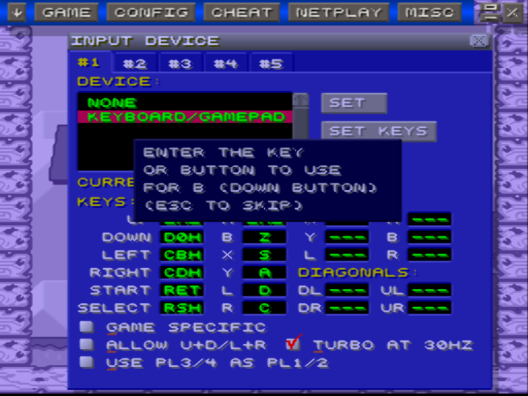 GAME CONFIG CHEAT NETPLAY MISC
INPUT DEVICE
#1 #2 #3 #4 #5
DEVICE:
NONE
KEYBOARD/GAMEPAD
SET
SET KEYS
ENTER THE KEY
OR BUTTON TO USE
FOR B (DOWN BUTTON)
(ESC TO SKIP)
CURRE
KEYS:
DOWN D0H B Z Y --- B ---
LEFT CBH X S L --- R ---
RIGHT CDH Y A DIAGONALS:
START RET L D DL --- UL ---
SELECT RSH R C DR --- UR ---
GAME SPECIFIC
ALLOW U+D/L+R TURBO AT 30HZ
USE PL3/4 AS PL1/2